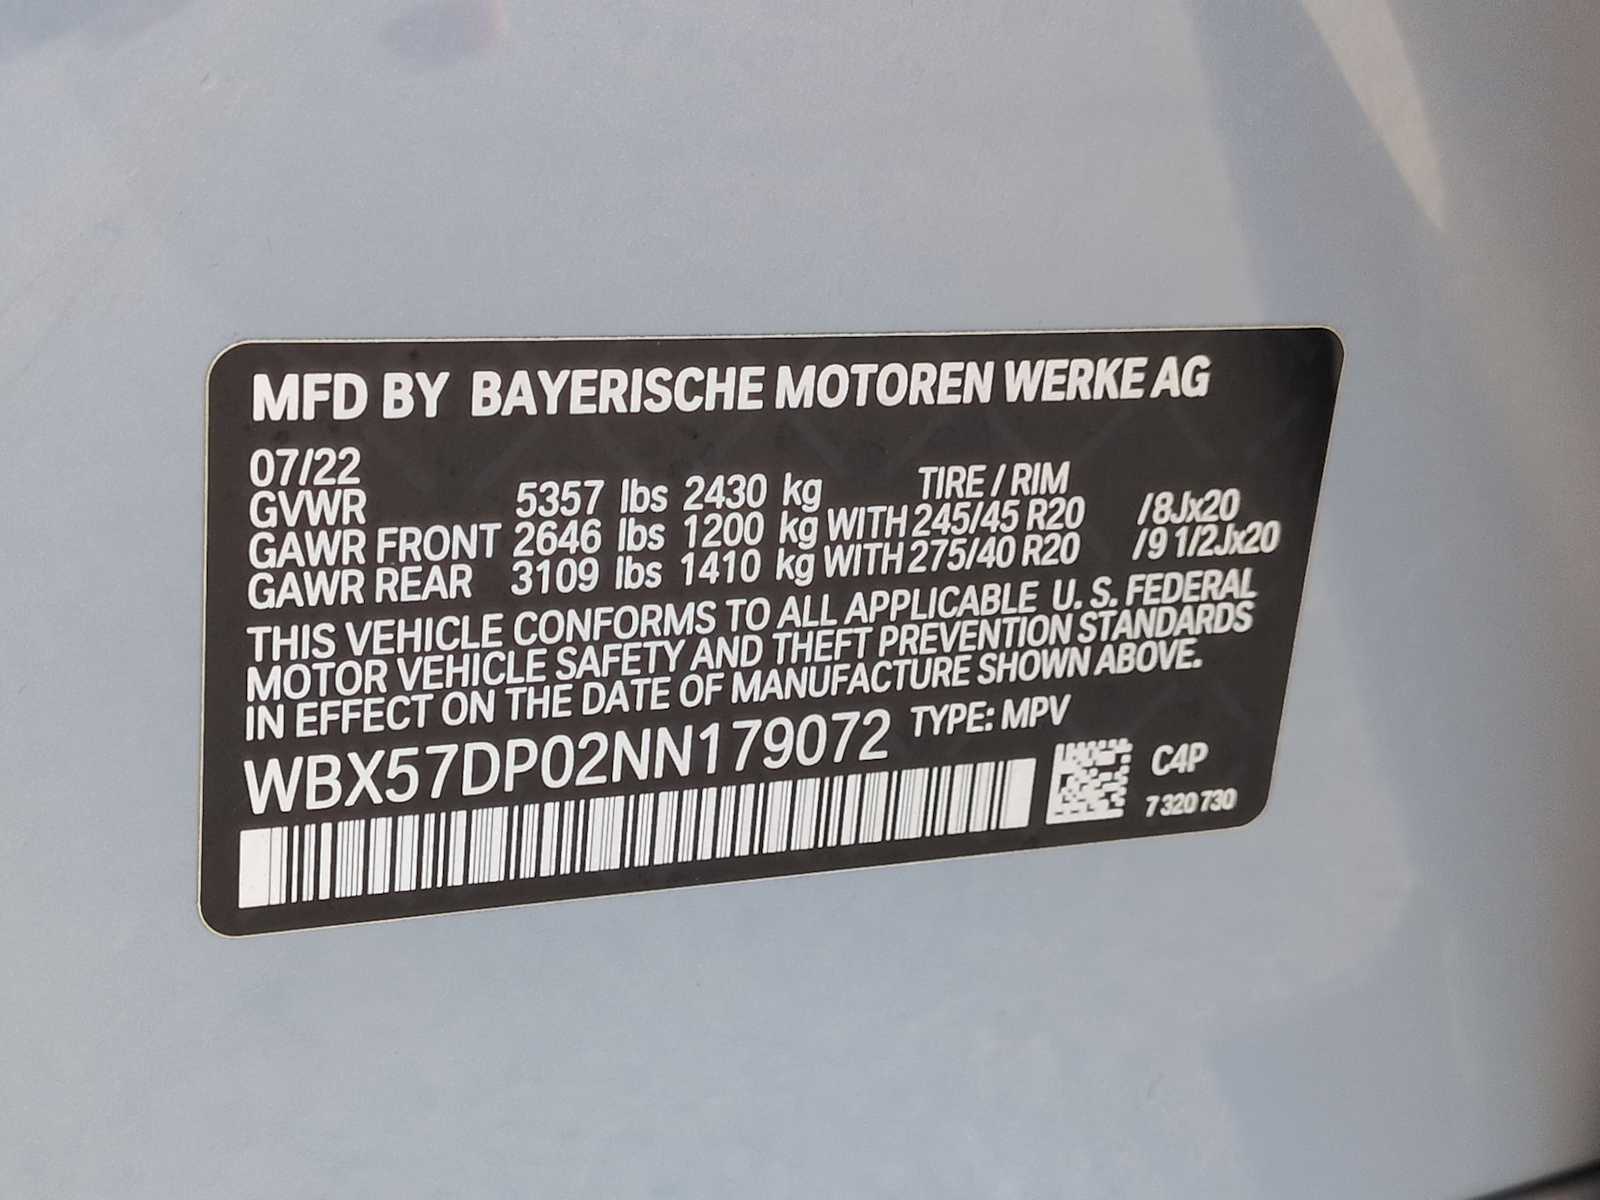 MFD BY BAYERISCHE MOTOREN WERKE AG
07/22 TIRE / RIM
GVWR 5357 lbs 2430 kg
GAWR FRONT 2646 lbs 1200 kg WITH 245/45 R20 /8Jx20
GAWR REAR 3109 lbs 1410 kg WITH 275/40 R20 /9 1/2Jx20
THIS VEHICLE CONFORMS TO ALL APPLICABLE U. S. FEDERAL
MOTOR VEHICLE SAFETY AND THEFT PREVENTION STANDARDS
IN EFFECT ON THE DATE OF MANUFACTURE SHOWN ABOVE.
WBX57DP02NN179072 TYPE: MPV
C4P
7 320 730